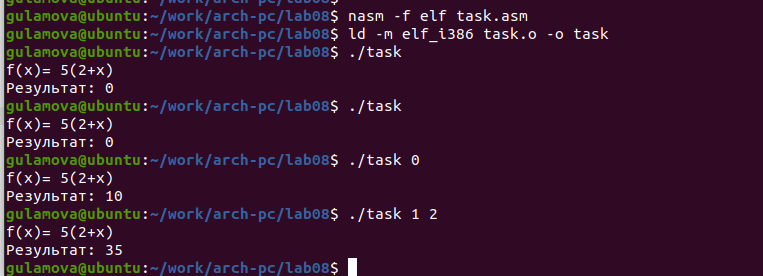 gulamova@ubuntu:~/work/arch-pc/lab08$ nasm -f elf task.asm
gulamova@ubuntu:~/work/arch-pc/lab08$ ld -m elf_i386 task.o -o task
gulamova@ubuntu:~/work/arch-pc/lab08$ ./task
f(x)= 5(2+x)
Результат: 0
gulamova@ubuntu:~/work/arch-pc/lab08$ ./task
f(x)= 5(2+x)
Результат: 0
gulamova@ubuntu:~/work/arch-pc/lab08$ ./task 0
f(x)= 5(2+x)
Результат: 10
gulamova@ubuntu:~/work/arch-pc/lab08$ ./task 1 2
f(x)= 5(2+x)
Результат: 35
gulamova@ubuntu:~/work/arch-pc/lab08$